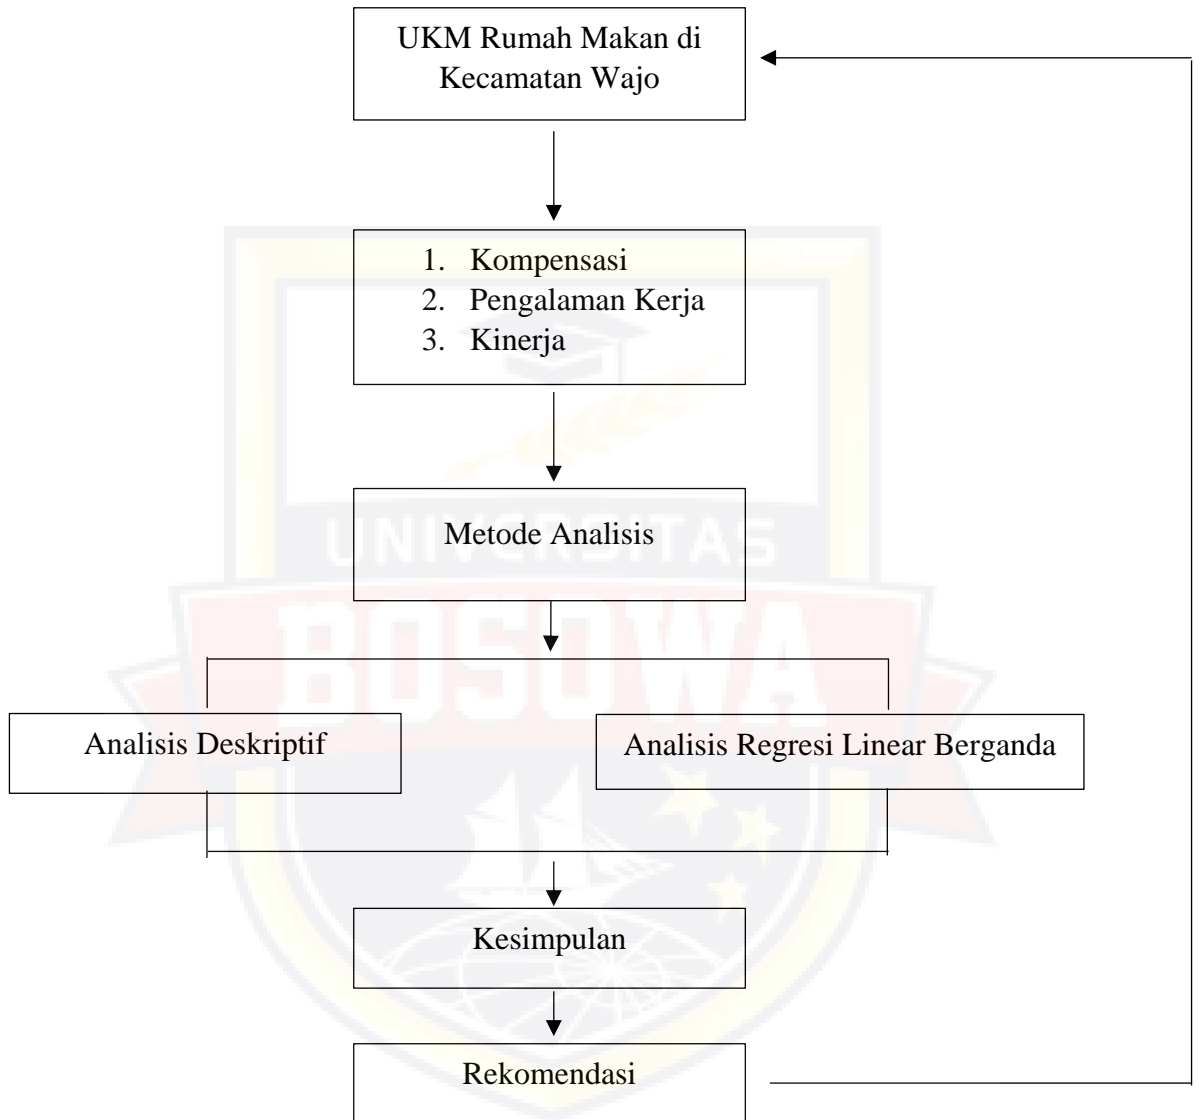 UKM Rumah Makan di
Kecamatan Wajo
1. Kompensasi
2. Pengalaman Kerja
3. Kinerja
Metode Analisis
UNIVERSITAS
BOSOWA
Analisis Deskriptif
Analisis Regresi Linear Berganda
Kesimpulan
Rekomendasi